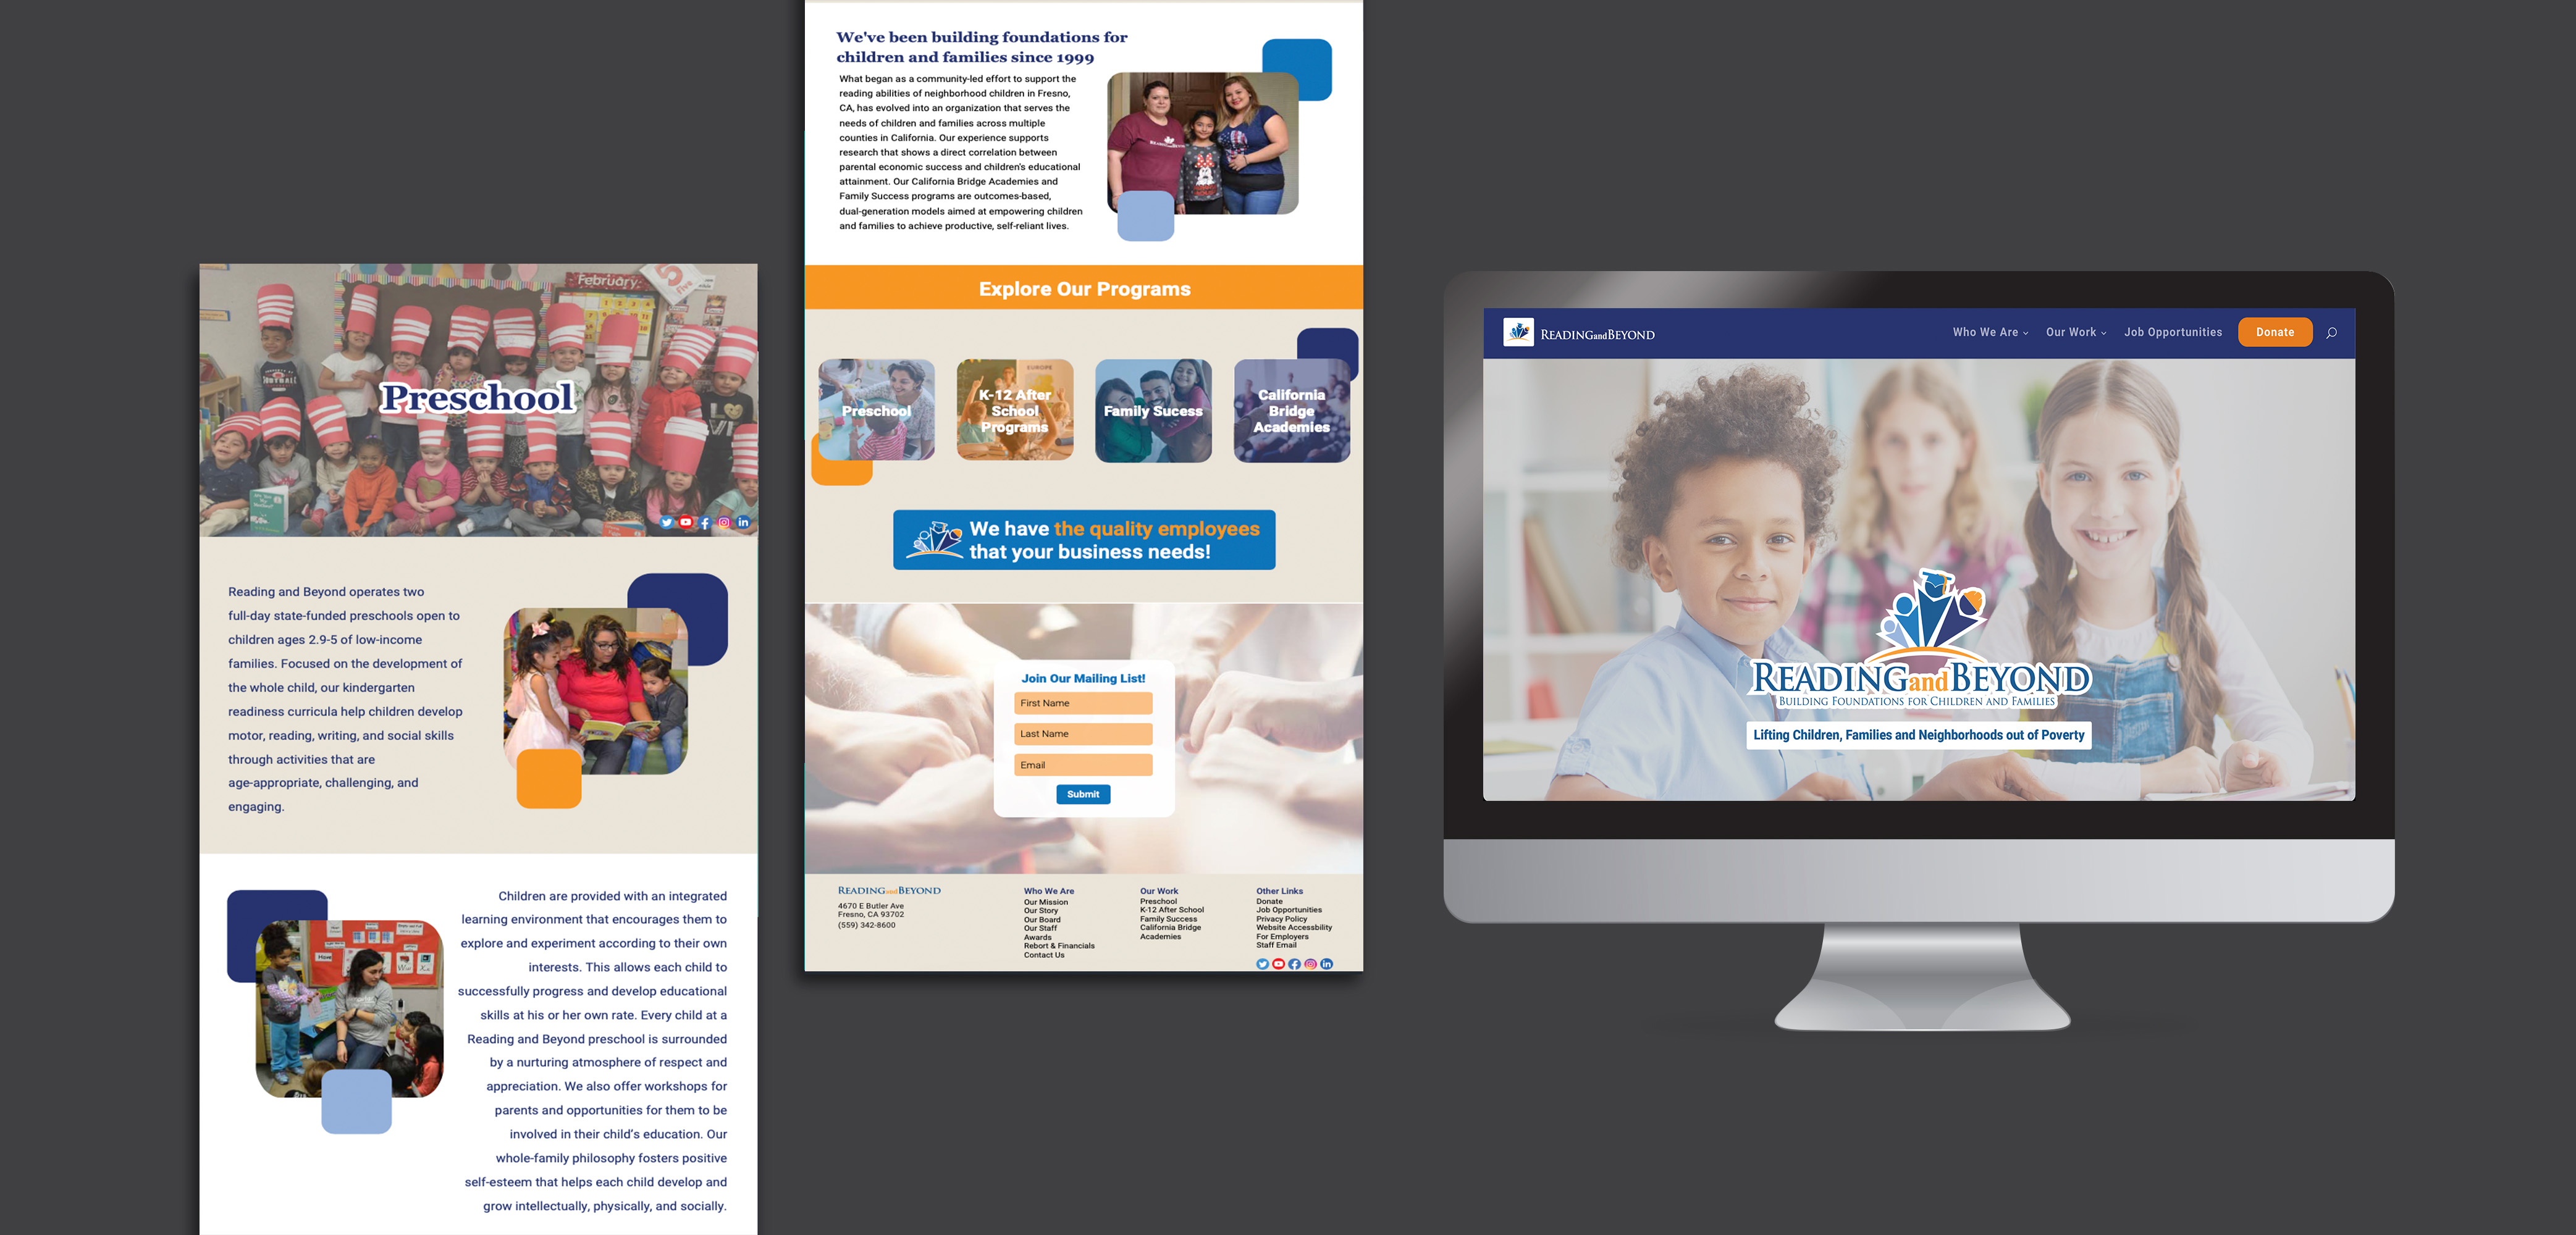 February
five
Preschool
Reading and Beyond operates two
full-day state-funded preschools open to
children ages 2.9-5 of low-income
families. Focused on the development of
the whole child, our kindergarten
readiness curricula help children develop
motor, reading, writing, and social skills
through activities that are
age-appropriate, challenging, and
engaging.
Children are provided with an integrated
learning environment that encourages them to
explore and experiment according to their own
interests. This allows each child to
successfully progress and develop educational
skills at his or her own rate. Every child at a
Reading and Beyond preschool is surrounded
by a nurturing atmosphere of respect and
appreciation. We also offer workshops for
parents and opportunities for them to be
involved in their child's education. Our
whole-family philosophy fosters positive
self-esteem that helps each child develop and
grow intellectually, physically, and socially.
We've been building foundations for
children and families since 1999
What began as a community-led effort to support the
reading abilities of neighborhood children in Fresno,
CA, has evolved into an organization that serves the
needs of children and families across multiple
counties in California. Our experience supports
research that shows a direct correlation between
parental economic success and children's educational
attainment. Our California Bridge Academies and
Family Success programs are outcomes-based,
dual-generation models aimed at empowering children
and families to achieve productive, self-reliant lives.
Explore Our Programs
Preschool
EUROPE
K-12 After
School
Programs
Family Sucess
California
Bridge
Academies
We have the quality employees
that your business needs!
Join Our Mailing List!
First Name
Last Name
Email
Submit
READINGandBEYOND
4670 E Butler Ave
Fresno, CA 93702
(559) 342-8600
Who We Are
Our Mission
Our Story
Our Board
Our Staff
Awards
Rebort & Financials
Contact Us
Our Work
Preschool
K-12 After School
Family Success
California Bridge
Academies
Other Links
Donate
Job Opportunities
Privacy Policy
Website Accessbility
For Employers
Staff Email
READINGandBEYOND
Who We Are
Our Work
Job Opportunities
Donate
READINGandBEYOND
BUILDING FOUNDATIONS FOR CHILDREN AND FAMILIES
Lifting Children, Families and Neighborhoods out of Poverty